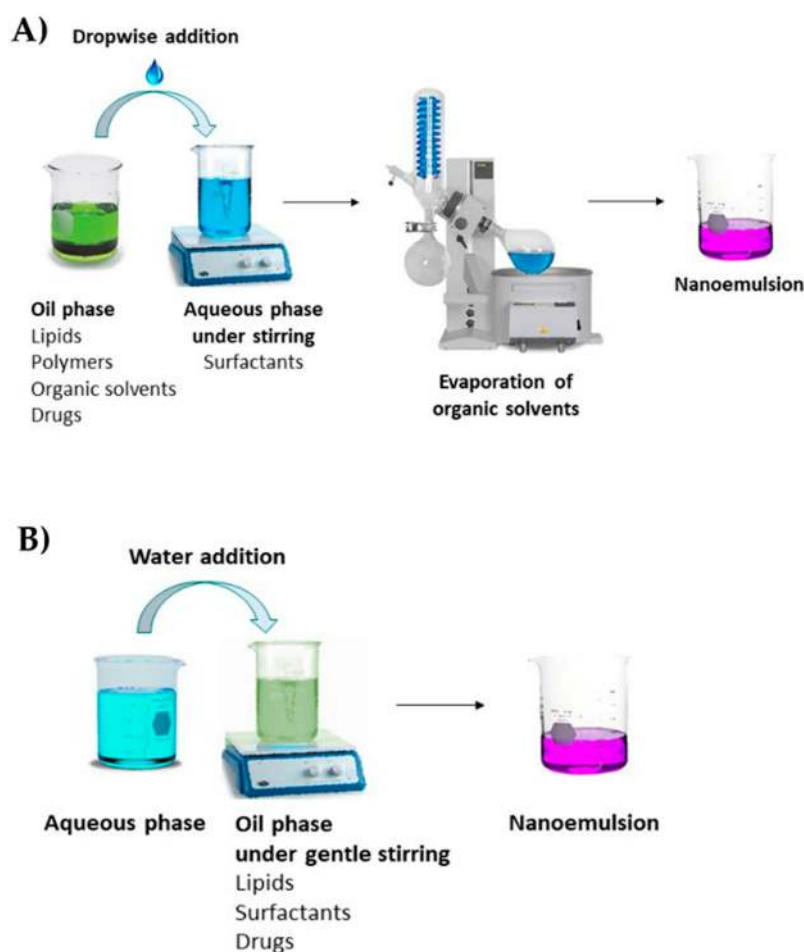 A)
Dropwise addition
Oil phase
Lipids
Polymers
Organic solvents
Drugs
Aqueous phase
under stirring
Surfactants
Evaporation of
organic solvents
Nanoemulsion
B)
Water addition
Aqueous phase
Oil phase
under gentle stirring
Lipids
Surfactants
Drugs
Nanoemulsion